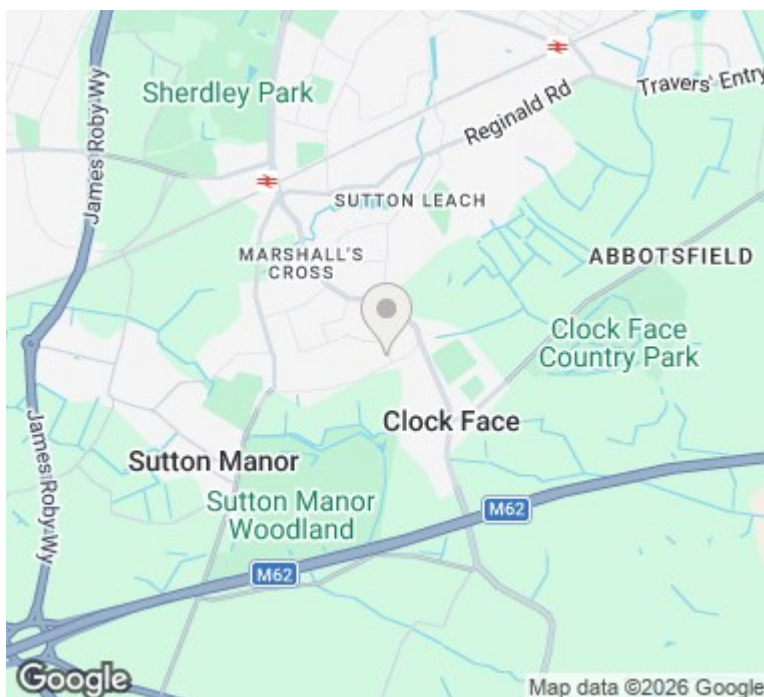 Travers' Entry
Sherdley Park
Reginald Rd
James Roby Wy
SUTTON LEACH
MARSHALL'S
CROSS
ABBOTSFIELD
Clock Face
Country Park
Clock Face
James Roby Wy
Sutton Manor
Sutton Manor
Woodland
M62
M62
Google
Map data ©2026 Google